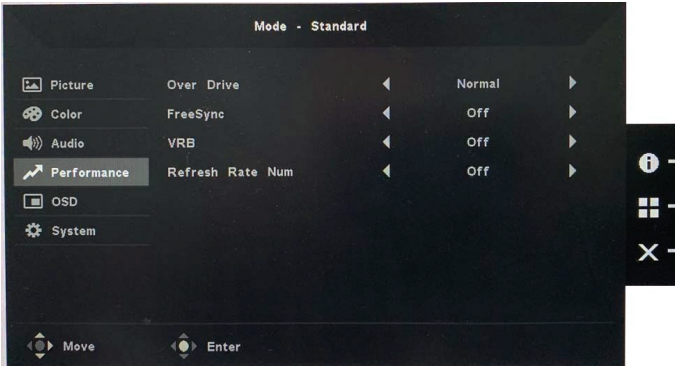 Mode - Standard
Picture
Over Drive Normal
Color
FreeSync Off
Audio
VRB Off
Performance
Refresh Rate Num Off
OSD
System
Move Enter